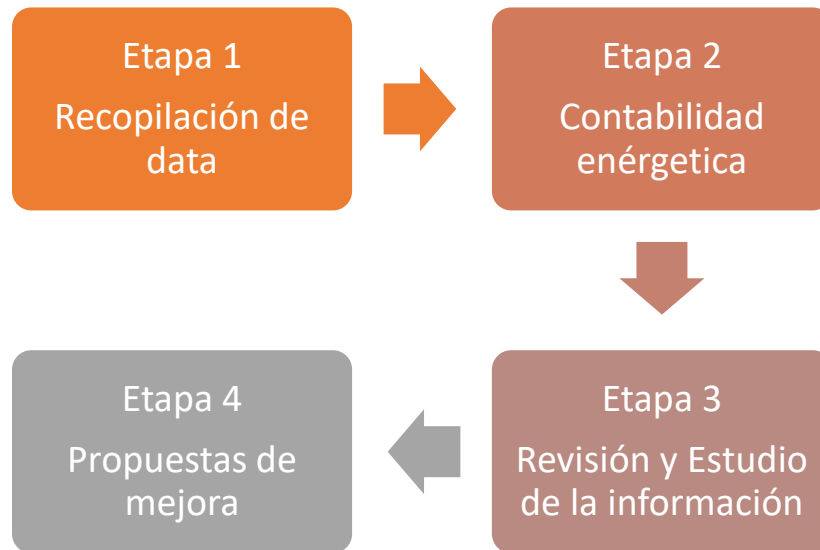 Etapa 1
Recopilación de
data
Etapa 2
Contabilidad
enérgetica
Etapa 3
Revisión y Estudio
de la información
Etapa 4
Propuestas de
mejora